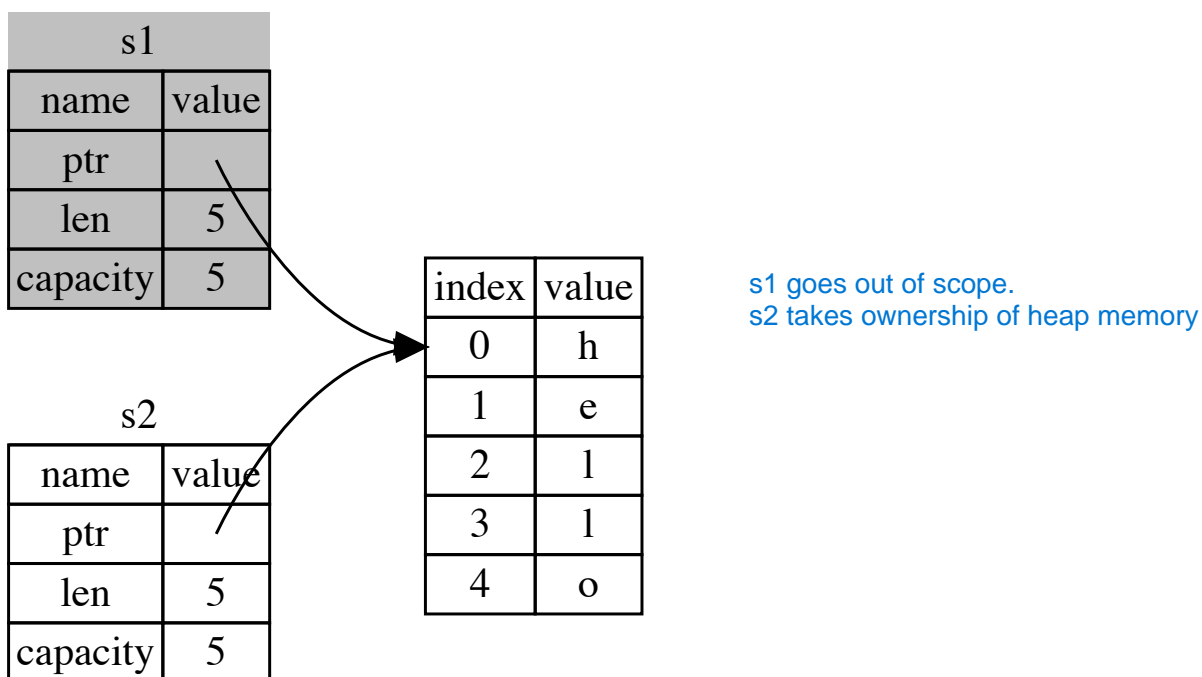 s1
name value
ptr
len 5
capacity 5
s2
name value
ptr
len 5
capacity 5
index value
0 h
1 e
2 l
3 l
4 o
s1 goes out of scope.
s2 takes ownership of heap memory